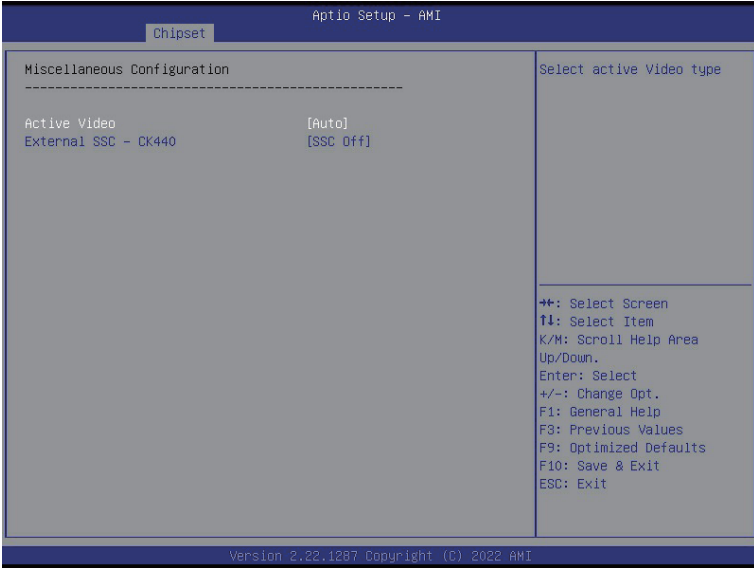 Aptio Setup – AMI
Chipset
Miscellaneous Configuration
--------------------------------------------------
Active Video [Auto]
External SSC – CK440 [SSC Off]
Select active Video type
→←: Select Screen
↑↓: Select Item
K/M: Scroll Help Area
Up/Down.
Enter: Select
+/-: Change Opt.
F1: General Help
F3: Previous Values
F9: Optimized Defaults
F10: Save & Exit
ESC: Exit
Version 2.22.1287 Copyright (C) 2022 AMI